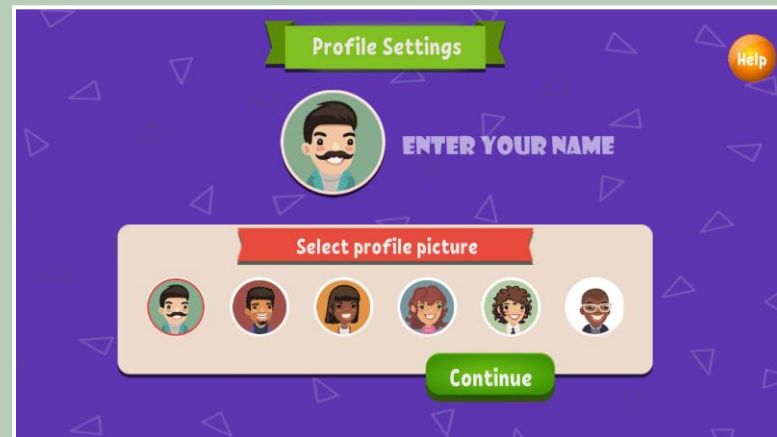 Profile Settings
Help
ENTER YOUR NAME
Select profile picture
Continue